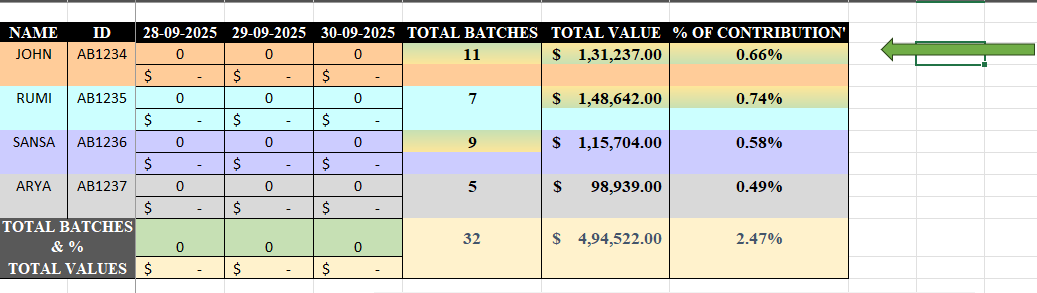 NAME ID 28-09-2025 29-09-2025 30-09-2025 TOTAL BATCHES TOTAL VALUE % OF CONTRIBUTION'
JOHN AB1234 0 0 0 11 $ 1,31,237.00 0.66%
$ - $ - $ -
RUMI AB1235 0 0 0 7 $ 1,48,642.00 0.74%
$ - $ - $ -
SANSA AB1236 0 0 0 9 $ 1,15,704.00 0.58%
$ - $ - $ -
ARYA AB1237 0 0 0 5 $ 98,939.00 0.49%
$ - $ - $ -
TOTAL BATCHES
& % 0 0 0 32 $ 4,94,522.00 2.47%
TOTAL VALUES $ - $ - $ -